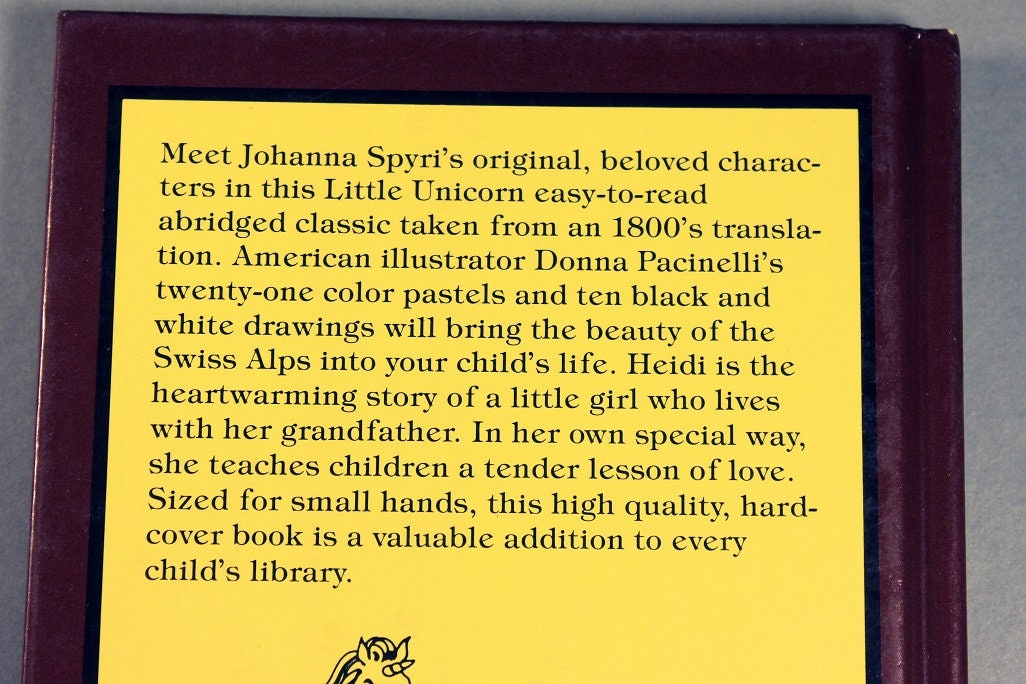 Meet Johanna Spyri's original, beloved charac-
ters in this Little Unicorn easy-to-read
abridged classic taken from an 1800's transla-
tion. American illustrator Donna Pacinelli's
twenty-one color pastels and ten black and
white drawings will bring the beauty of the
Swiss Alps into your child's life. Heidi is the
heartwarming story of a little girl who lives
with her grandfather. In her own special way,
she teaches children a tender lesson of love.
Sized for small hands, this high quality, hard-
cover book is a valuable addition to every
child's library.